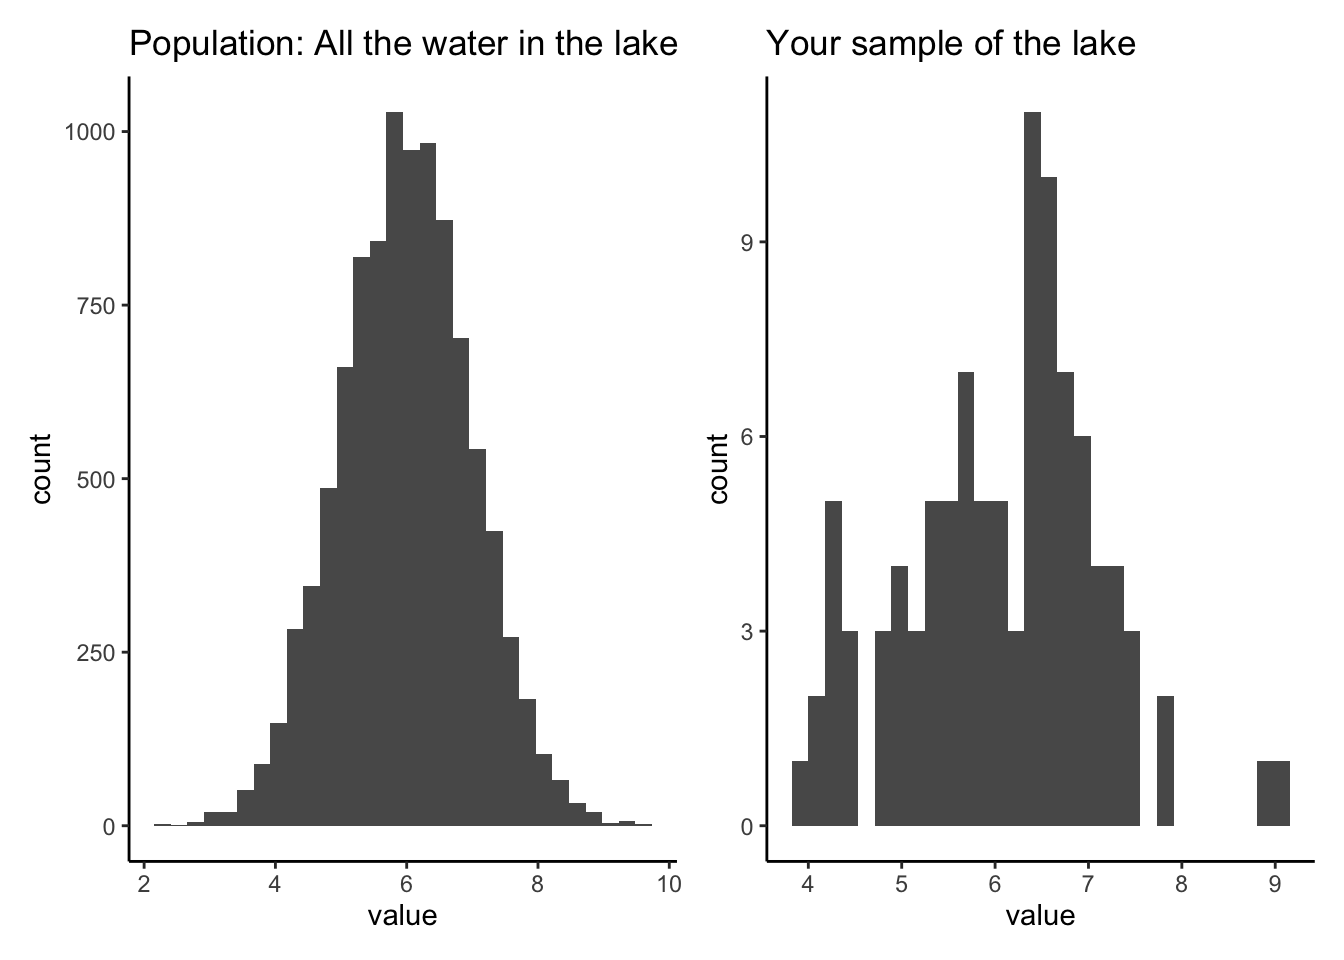 Population: All the water in the lake
count
1000
750
500
250
0
2 4 6 8 10
value
Your sample of the lake
count
9
6
3
0
4 5 6 7 8 9
value